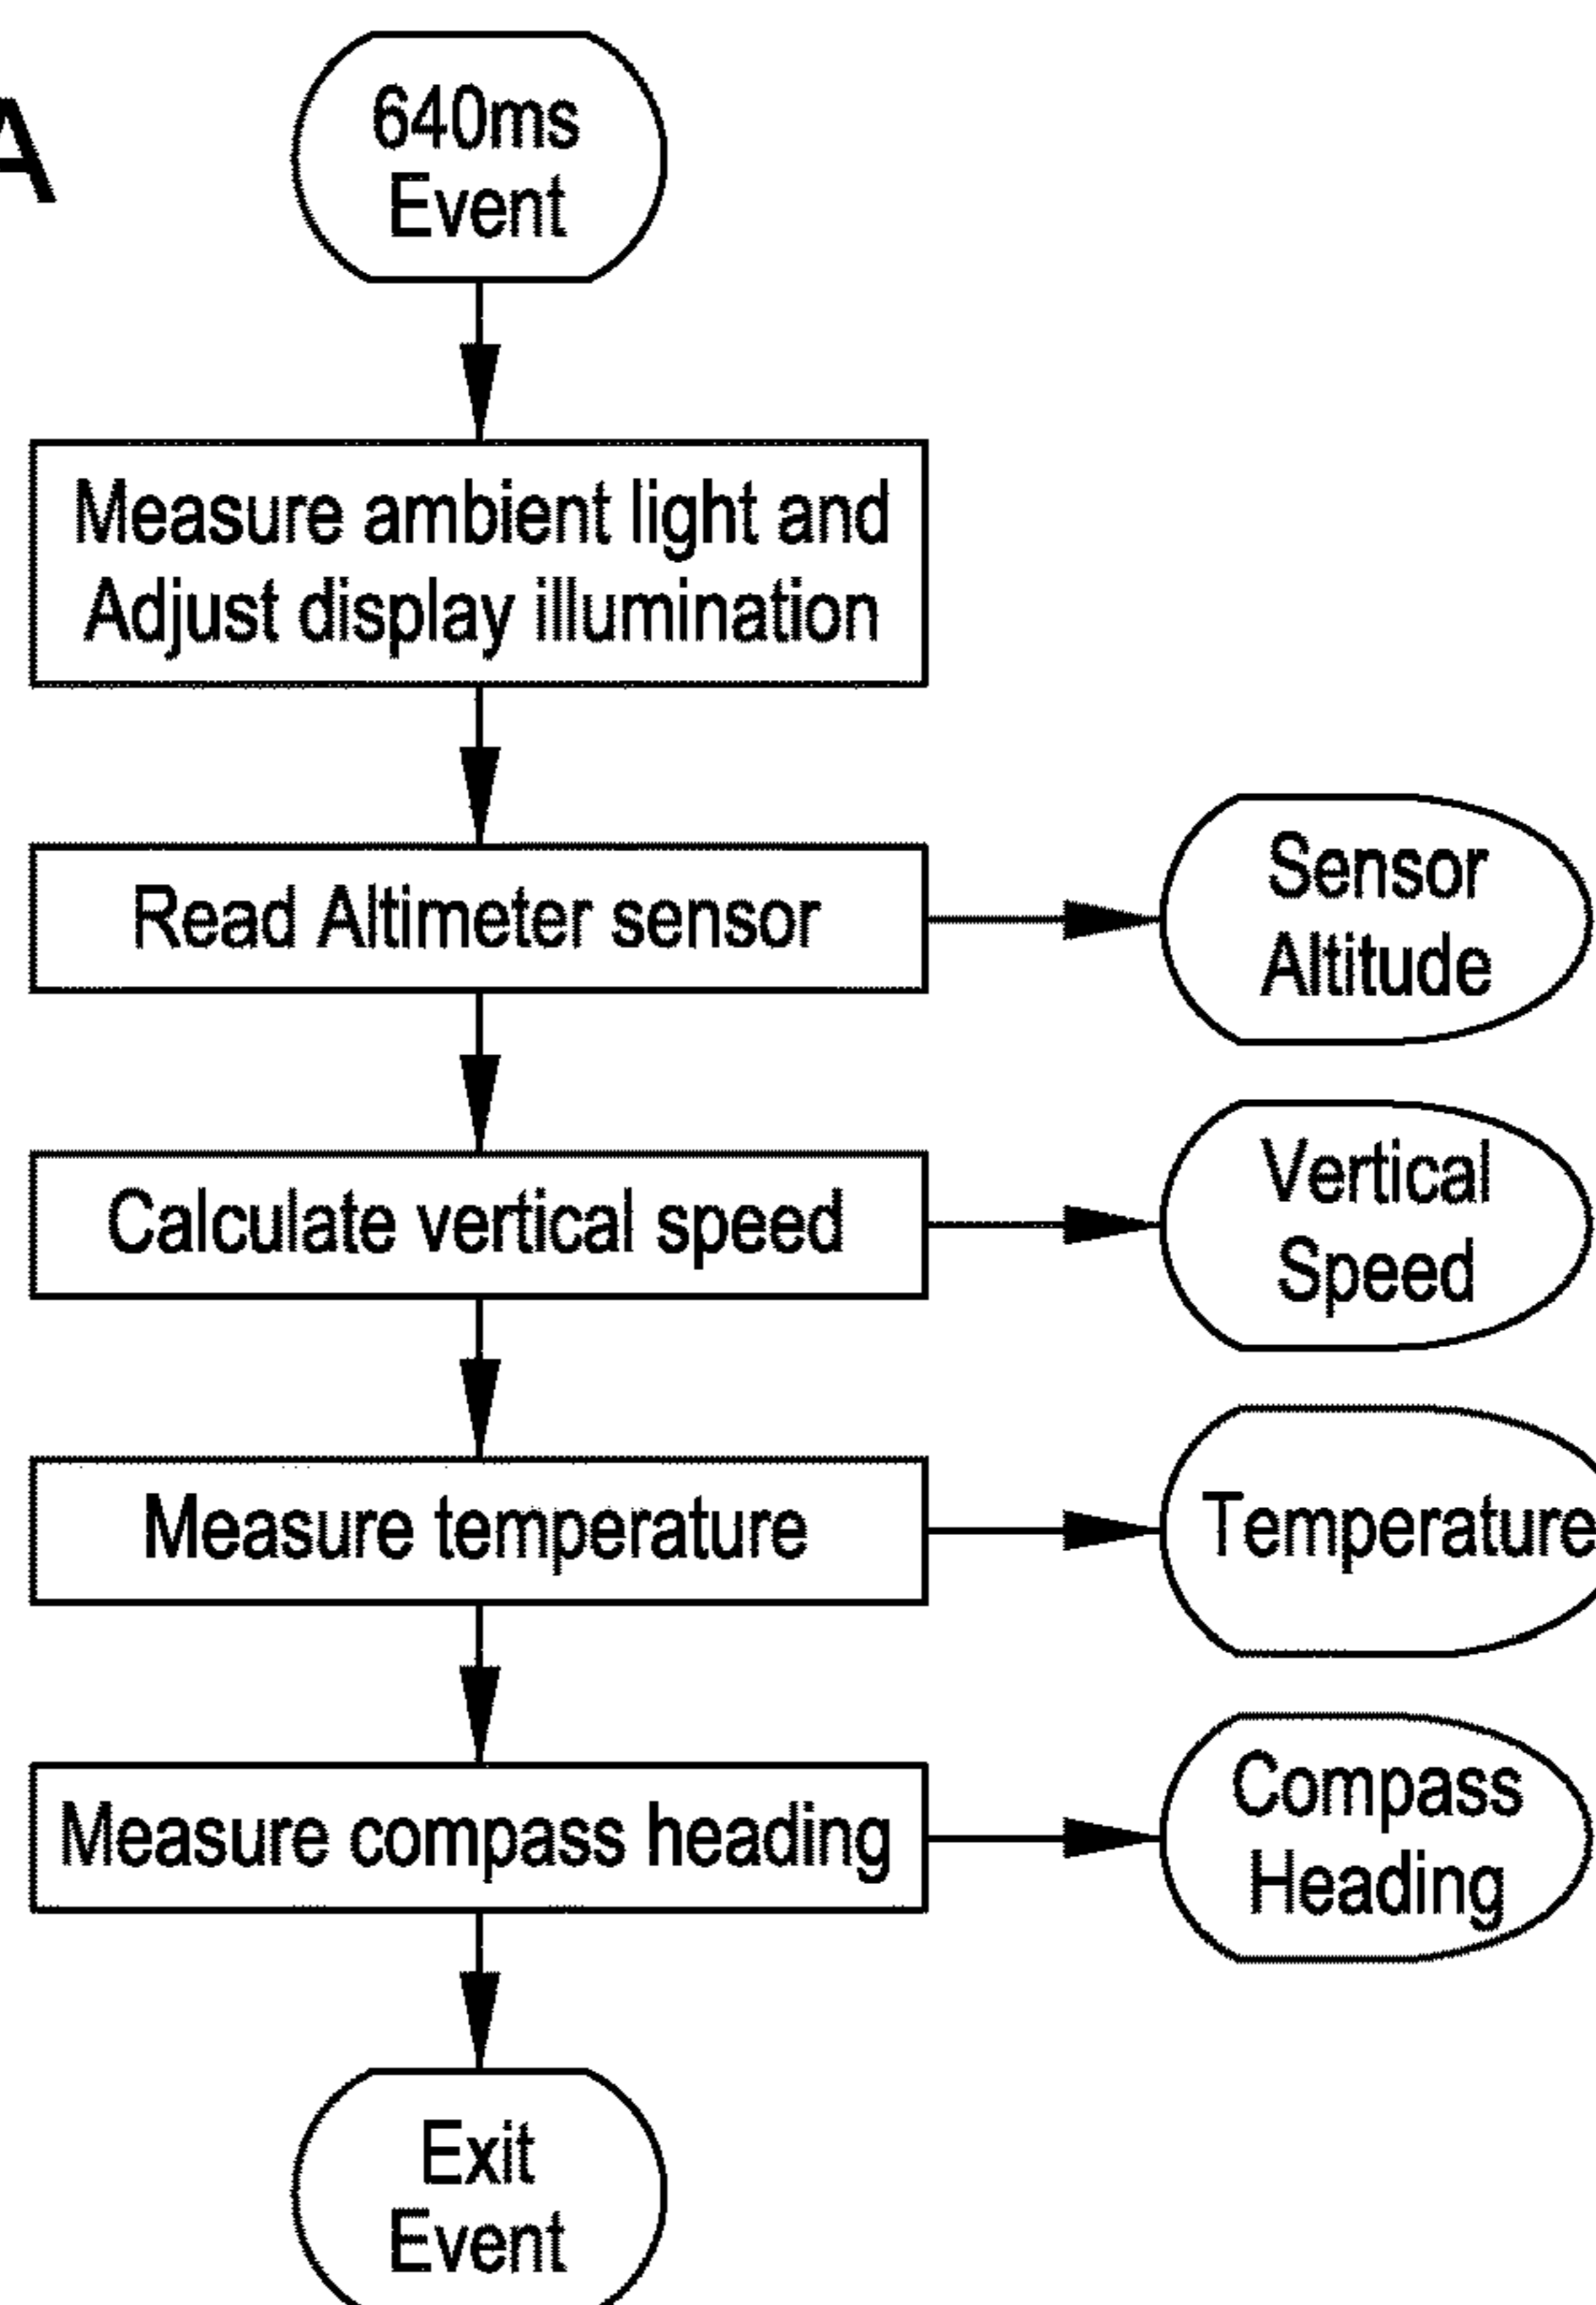 A
640ms
Event
Measure ambient light and
Adjust display illumination
Read Altimeter sensor
Sensor
Altitude
Calculate vertical speed
Vertical
Speed
Measure temperature
Temperature
Measure compass heading
Compass
Heading
Exit
Event